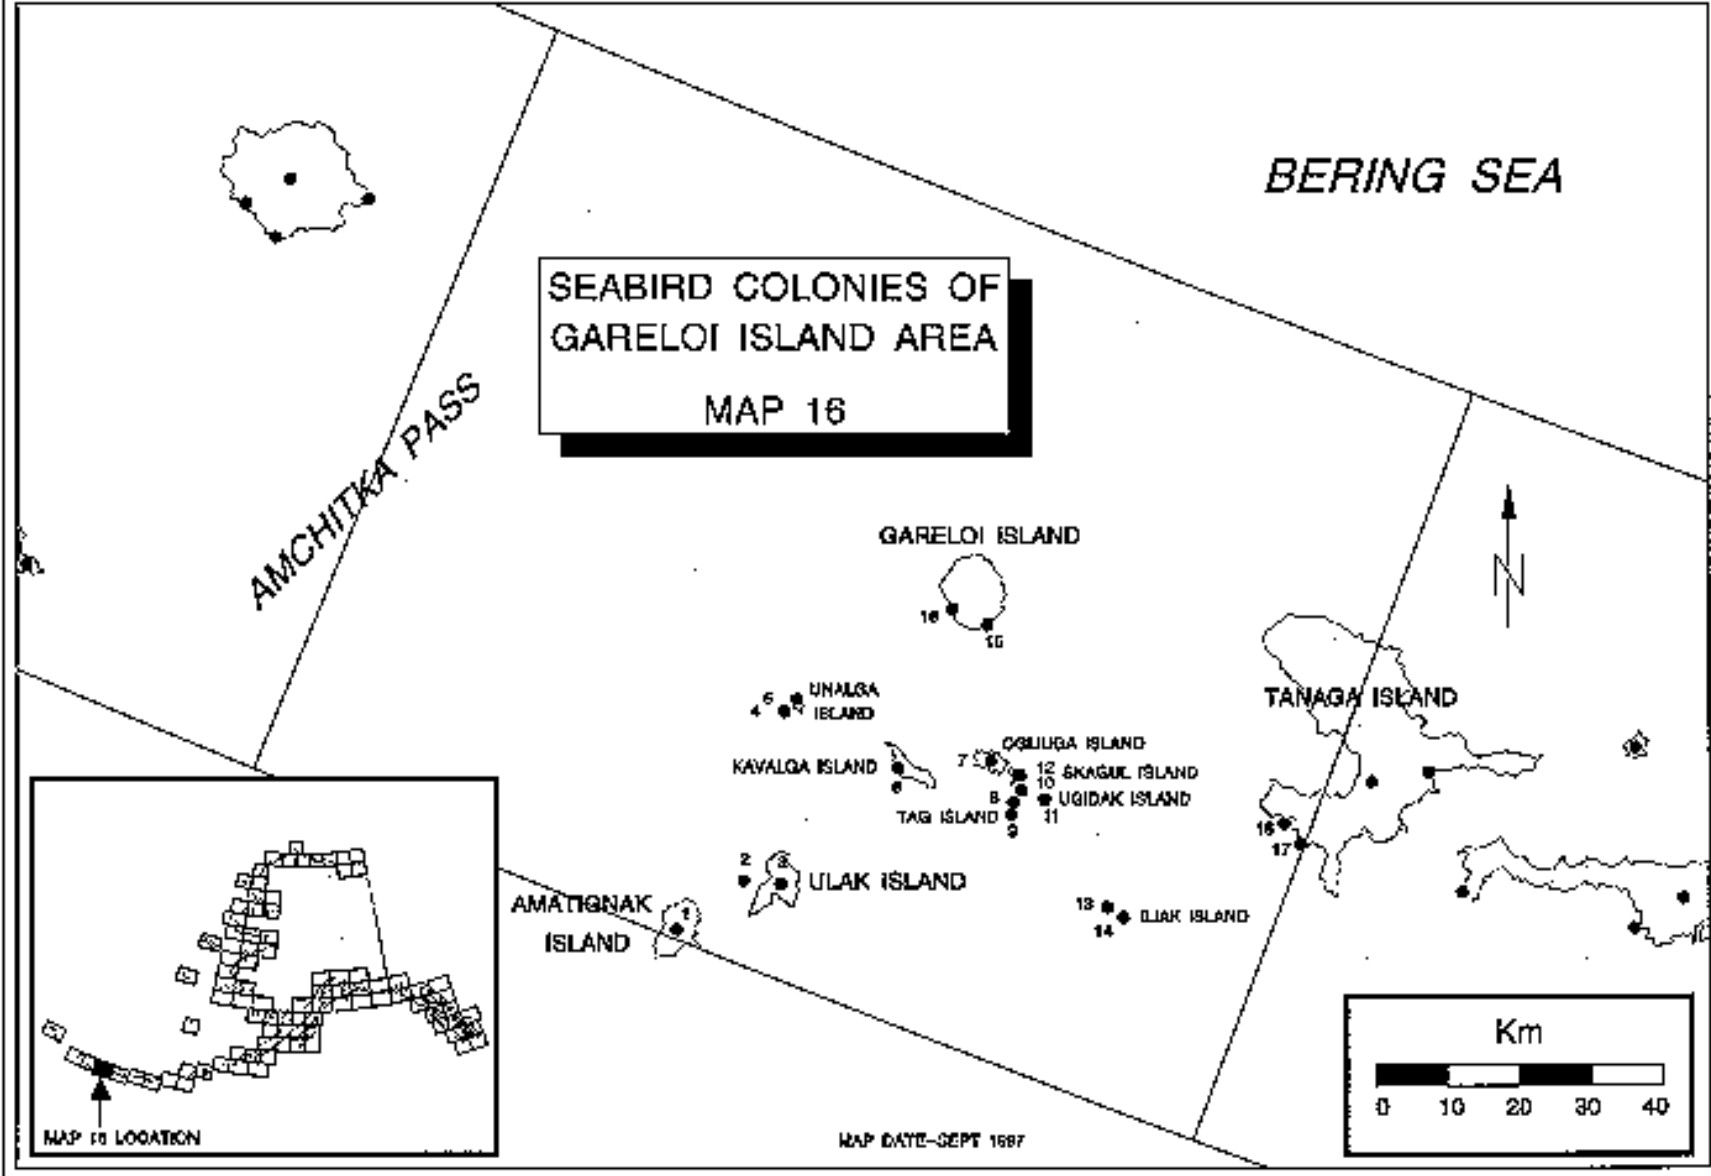 BERING SEA
SEABIRD COLONIES OF
GARELOI ISLAND AREA
MAP 16
AMCHITKA PASS
GARELOI ISLAND
16
15
N
TANAGA ISLAND
5
UNALGA
4
ISLAND
KAVALGA ISLAND
6
7
OGLIUGA ISLAND
12
SKAGUL ISLAND
10
8
UGIDAK ISLAND
TAG ISLAND
11
9
17
2
3
ULAK ISLAND
AMATIGNAK
ISLAND
1
13
14
ILAK ISLAND
Km
0 10 20 30 40
MAP 16 LOCATION
MAP DATE-SEPT 1997